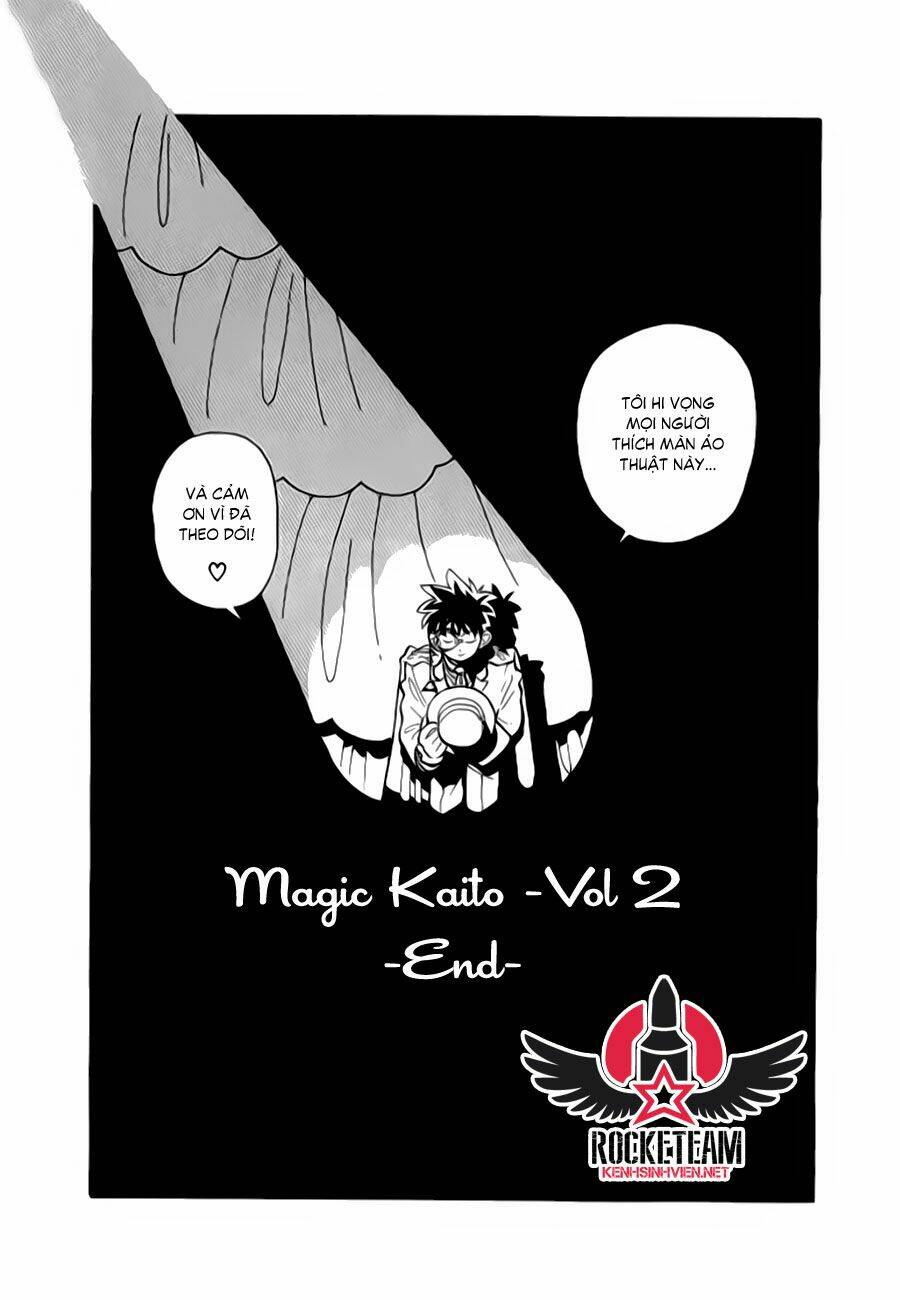 TÔI HI VỌNG
MỌI NGƯỜI
THÍCH MÀN ẢO
THUẬT NÀY...
VÀ CẢM
ƠN VÌ ĐÃ
THEO DÕI!
♡
Magic Kaito -Vol 2
-End-
ROCKETEAM
KENHSINHVIEN.NET